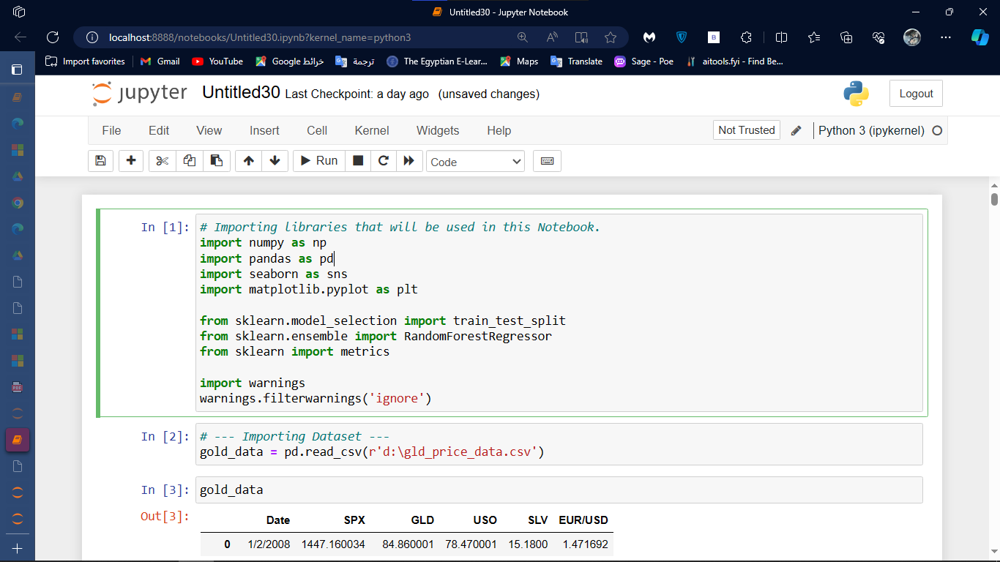 Untitled30 - Jupyter Notebook
localhost:8888/notebooks/Untitled30.ipynb?kernel_name=python3
Import favorites Gmail YouTube Google خرائط ترجمة The Egyptian E-Lear... Maps Translate Sage - Poe aitools.fyi - Find Be...
jupyter Untitled30 Last Checkpoint: a day ago (unsaved changes) Logout
File Edit View Insert Cell Kernel Widgets Help Not Trusted Python 3 (ipykernel)
Run Code
In [1]: # Importing libraries that will be used in this Notebook.
import numpy as np
import pandas as pd
import seaborn as sns
import matplotlib.pyplot as plt
from sklearn.model_selection import train_test_split
from sklearn.ensemble import RandomForestRegressor
from sklearn import metrics
import warnings
warnings.filterwarnings('ignore')
In [2]: # --- Importing Dataset ---
gold_data = pd.read_csv(r'd:\gld_price_data.csv')
In [3]: gold_data
Out[3]:
Date SPX GLD USO SLV EUR/USD
0 1/2/2008 1447.160034 84.860001 78.470001 15.1800 1.471692